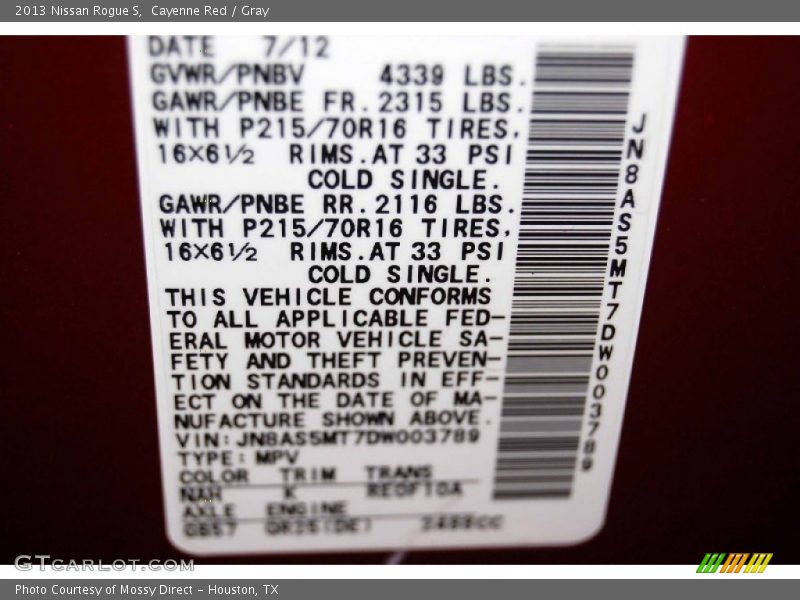 2013 Nissan Rogue S,  Cayenne Red / Gray
DATE 7/12
GVWR/PNBV 4339 LBS.
GAWR/PNBE FR. 2315 LBS.
WITH P215/70R16 TIRES,
16X6½ RIMS. AT 33 PSI
COLD SINGLE.
GAWR/PNBE RR. 2116 LBS.
WITH P215/70R16 TIRES,
16X6½ RIMS. AT 33 PSI
COLD SINGLE.
THIS VEHICLE CONFORMS
TO ALL APPLICABLE FED-
ERAL MOTOR VEHICLE SA-
FETY AND THEFT PREVEN-
TION STANDARDS IN EFF-
ECT ON THE DATE OF MA-
NUFACTURE SHOWN ABOVE.
VIN: JN8AS5MT7DW003789
TYPE: MPV
COLOR TRIM TRANS
NAH K RE0F10A
AXLE ENGINE
QR25(DE) 2488CC
JN8AS5MT7DW003789
GTCARLOT.COM
Photo Courtesy of Mossy Direct - Houston, TX